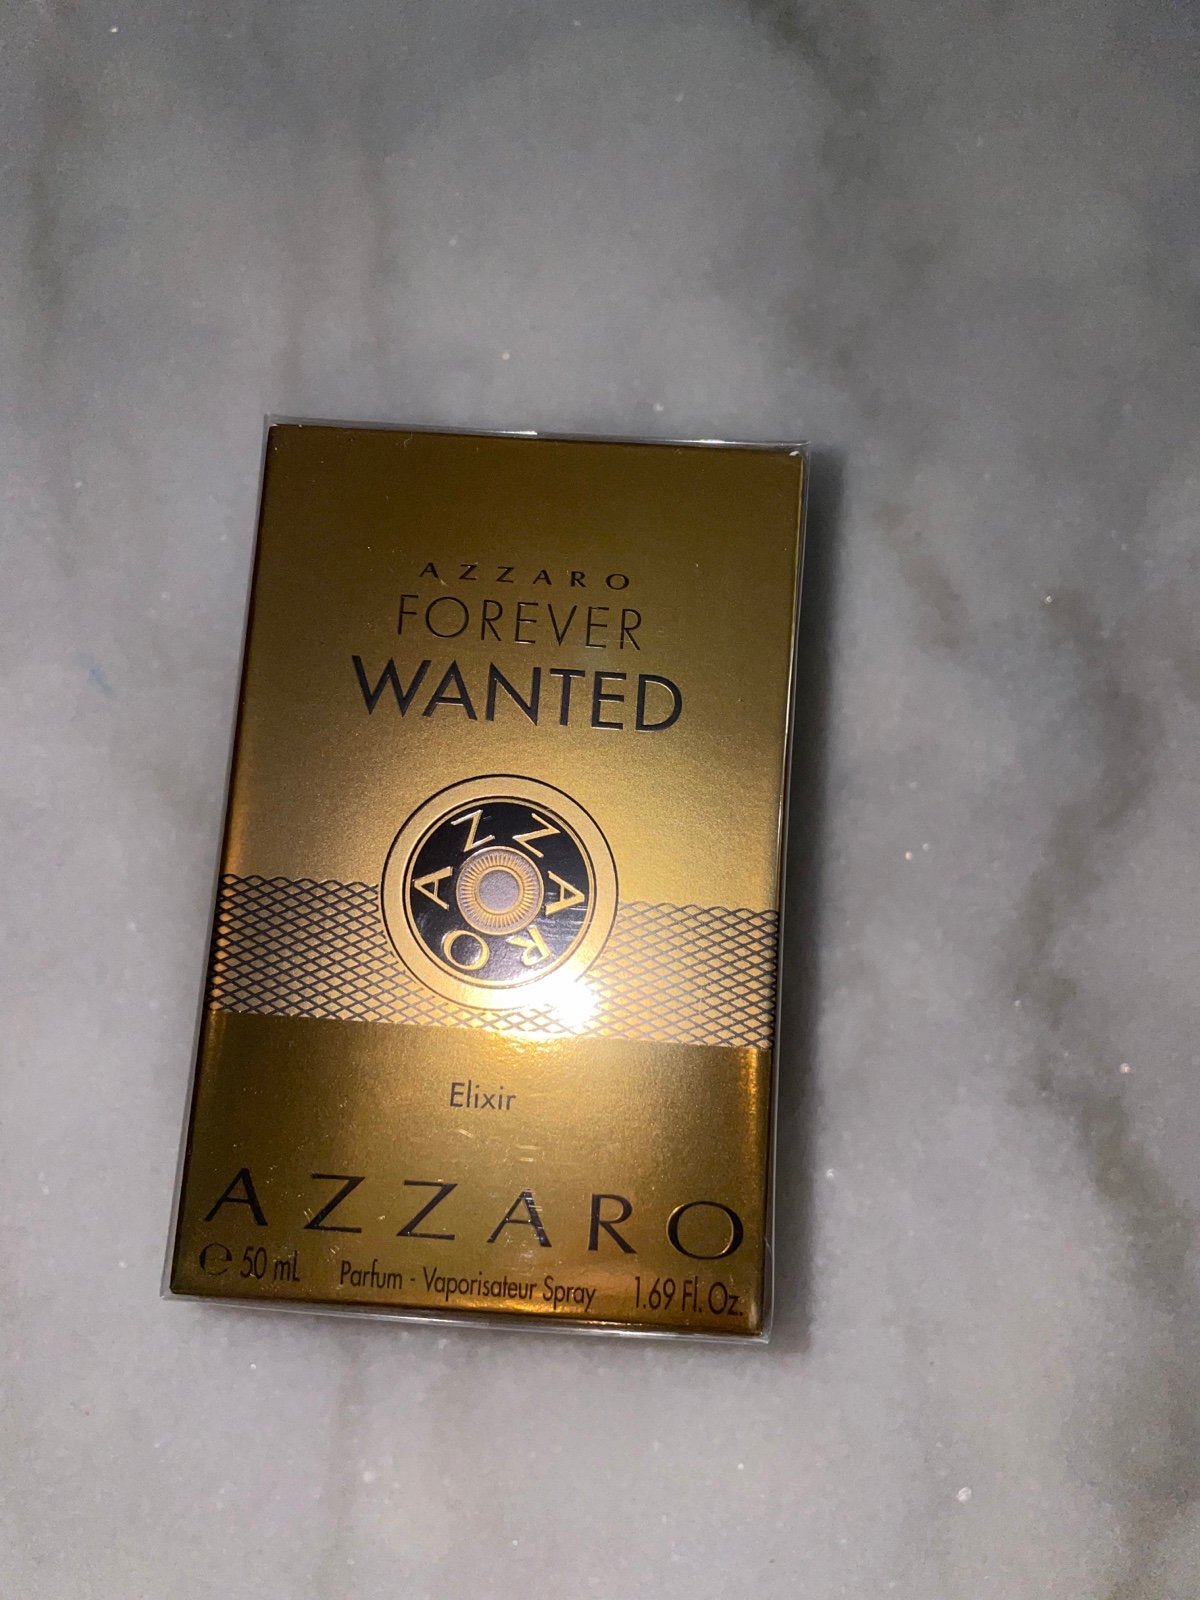 AZZARO
FOREVER
WANTED
AZZARO
Elixir
AZZARO
℮ 50 mL Parfum - Vaporisateur Spray 1.69 Fl. Oz.